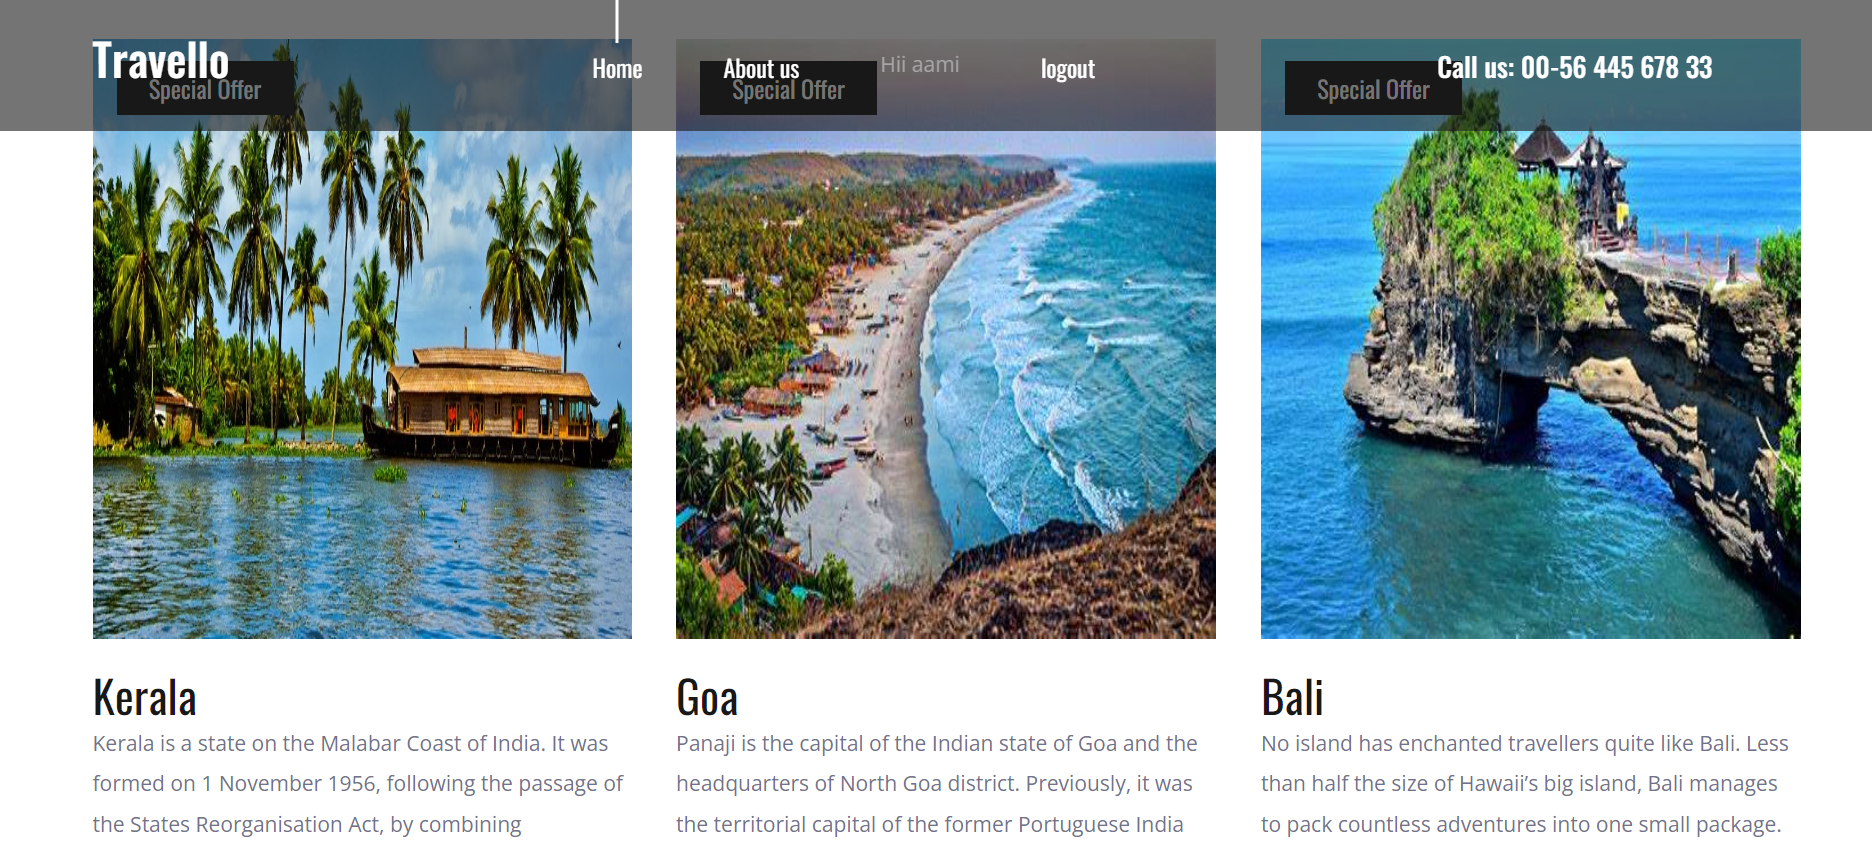 Travello
Home
About us
Hii aami
logout
Call us: 00-56 445 678 33
Special Offer
Special Offer
Special Offer
Kerala
Kerala is a state on the Malabar Coast of India. It was
formed on 1 November 1956, following the passage of
the States Reorganisation Act, by combining
Goa
Panaji is the capital of the Indian state of Goa and the
headquarters of North Goa district. Previously, it was
the territorial capital of the former Portuguese India
Bali
No island has enchanted travellers quite like Bali. Less
than half the size of Hawaii’s big island, Bali manages
to pack countless adventures into one small package.